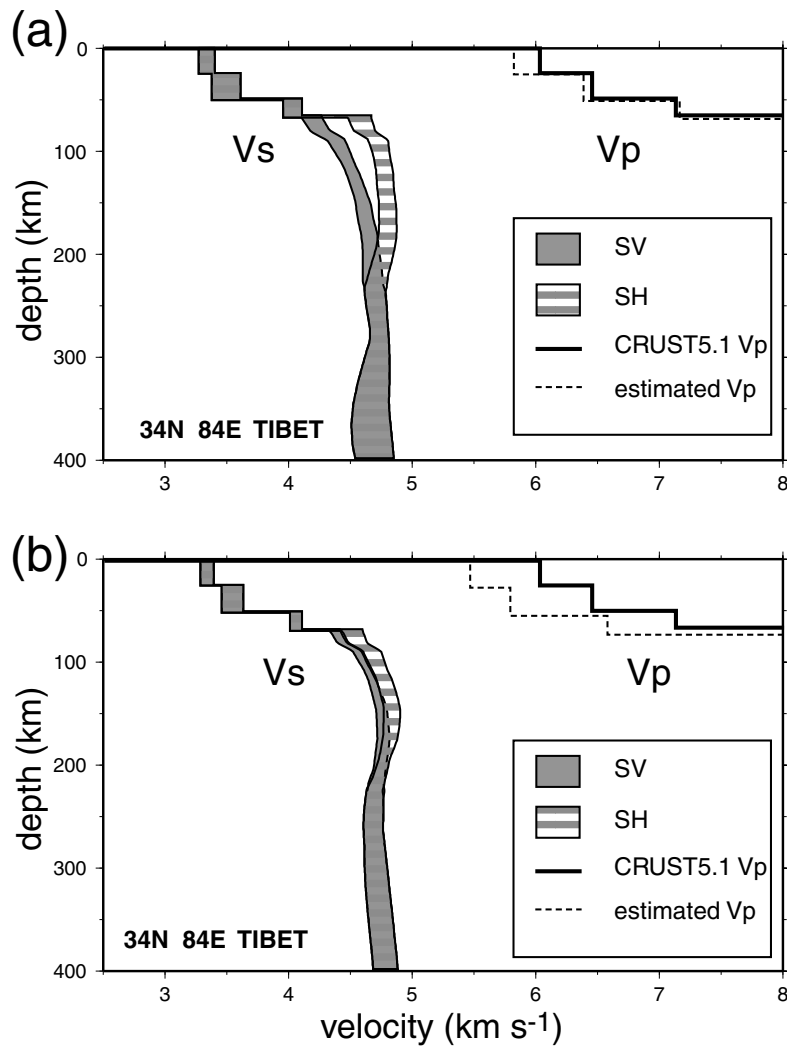 (a)
0
100
200
300
400
depth (km)
Vs
Vp
SV
SH
CRUST5.1 Vp
estimated Vp
34N 84E TIBET
3 4 5 6 7 8
(b)
0
100
200
300
400
depth (km)
Vs
Vp
SV
SH
CRUST5.1 Vp
estimated Vp
34N 84E TIBET
3 4 5 6 7 8
velocity (km s-1)